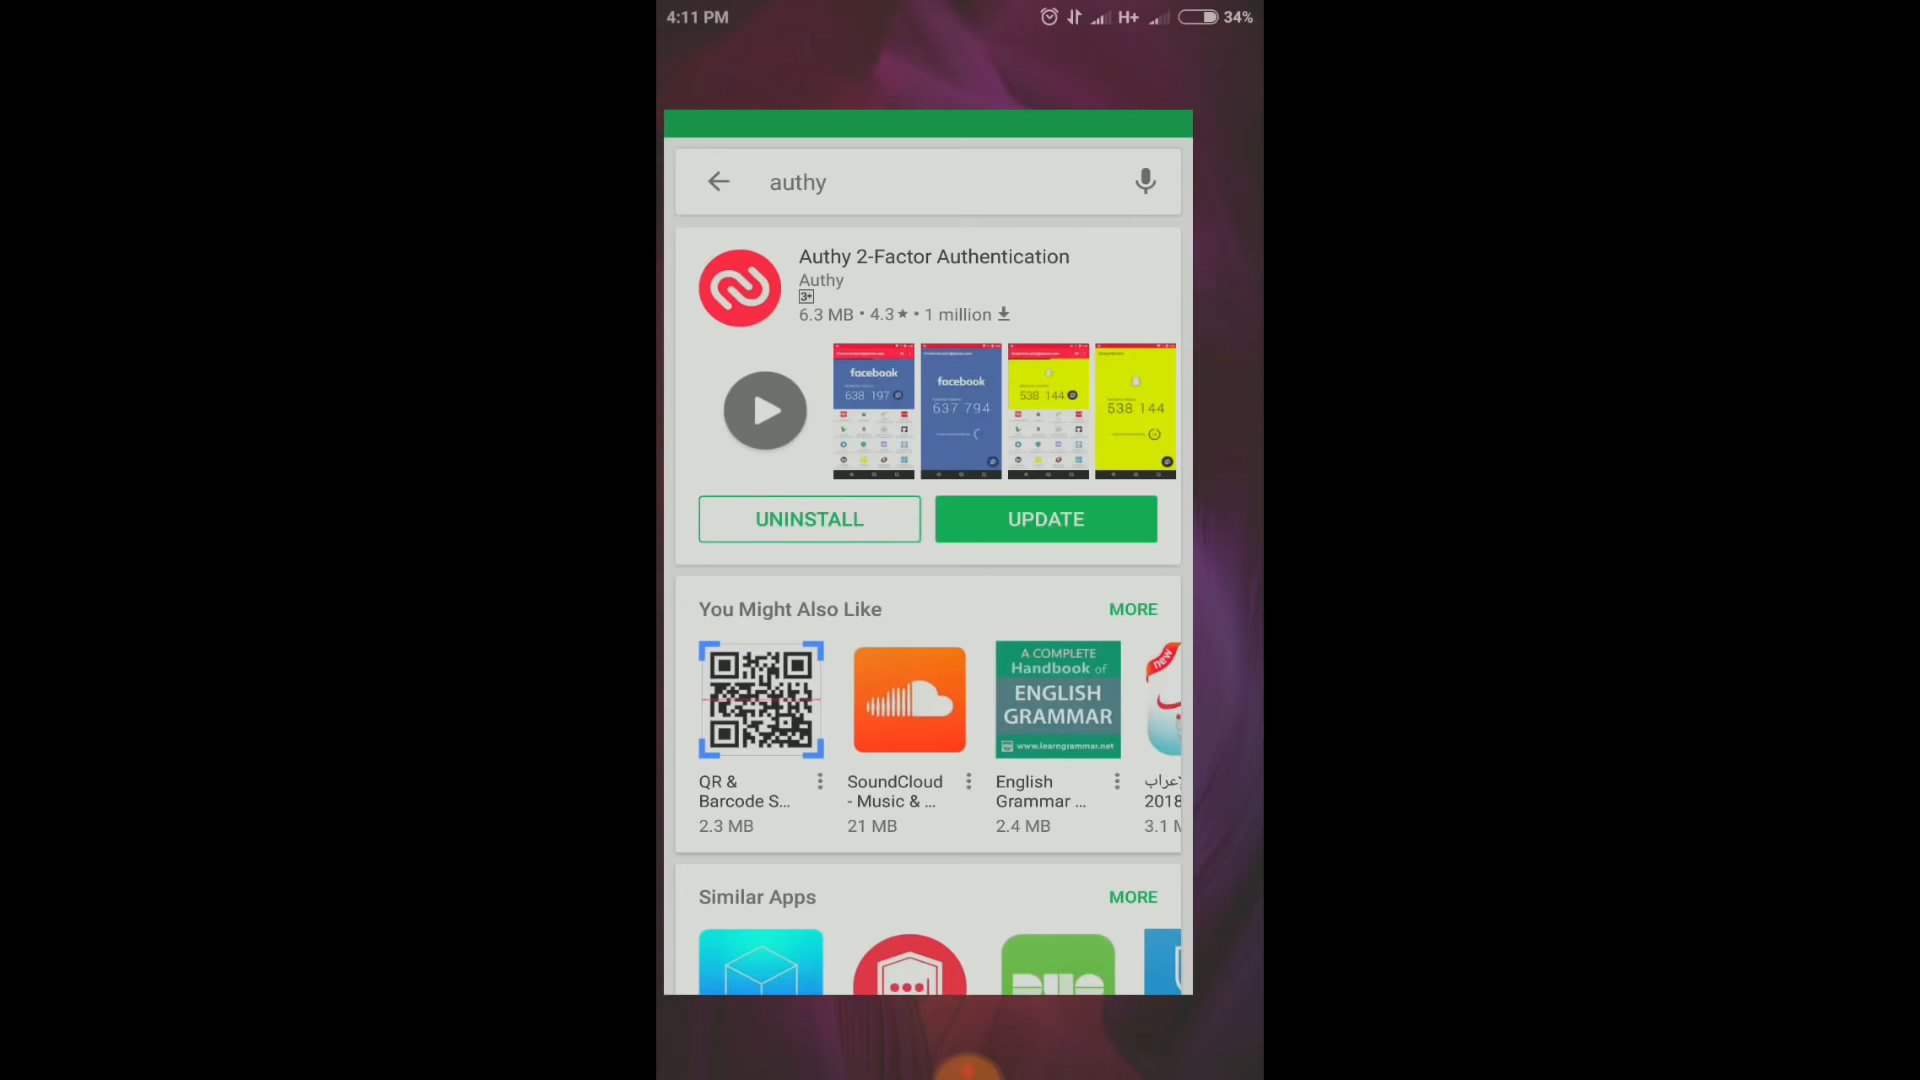 4:11 PM
H+
34%
authy
Authy 2-Factor Authentication
Authy
3+
6.3 MB • 4.3 ★ • 1 million
facebook
638 197
facebook
637 794
538 144
538 144
UNINSTALL
UPDATE
You Might Also Like
MORE
A COMPLETE
Handbook of
ENGLISH
GRAMMAR
www.learngrammar.net
new
QR &
Barcode S...
2.3 MB
SoundCloud
- Music & ...
21 MB
English
Grammar ...
2.4 MB
2018
3.1
Similar Apps
MORE